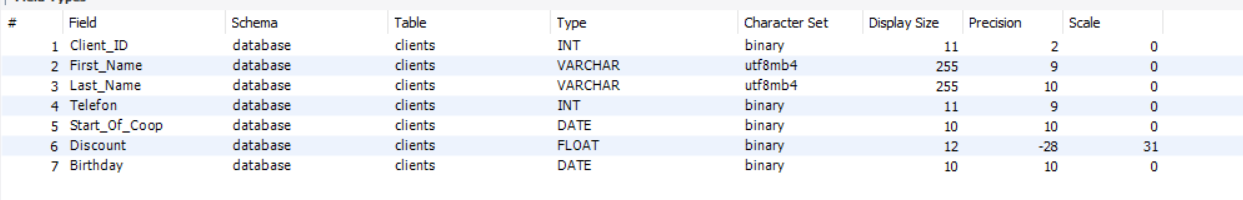 Field Types
# Field Schema Table Type Character Set Display Size Precision Scale
1 Client_ID database clients INT binary 11 2 0
2 First_Name database clients VARCHAR utf8mb4 255 9 0
3 Last_Name database clients VARCHAR utf8mb4 255 10 0
4 Telefon database clients INT binary 11 9 0
5 Start_Of_Coop database clients DATE binary 10 10 0
6 Discount database clients FLOAT binary 12 -28 31
7 Birthday database clients DATE binary 10 10 0